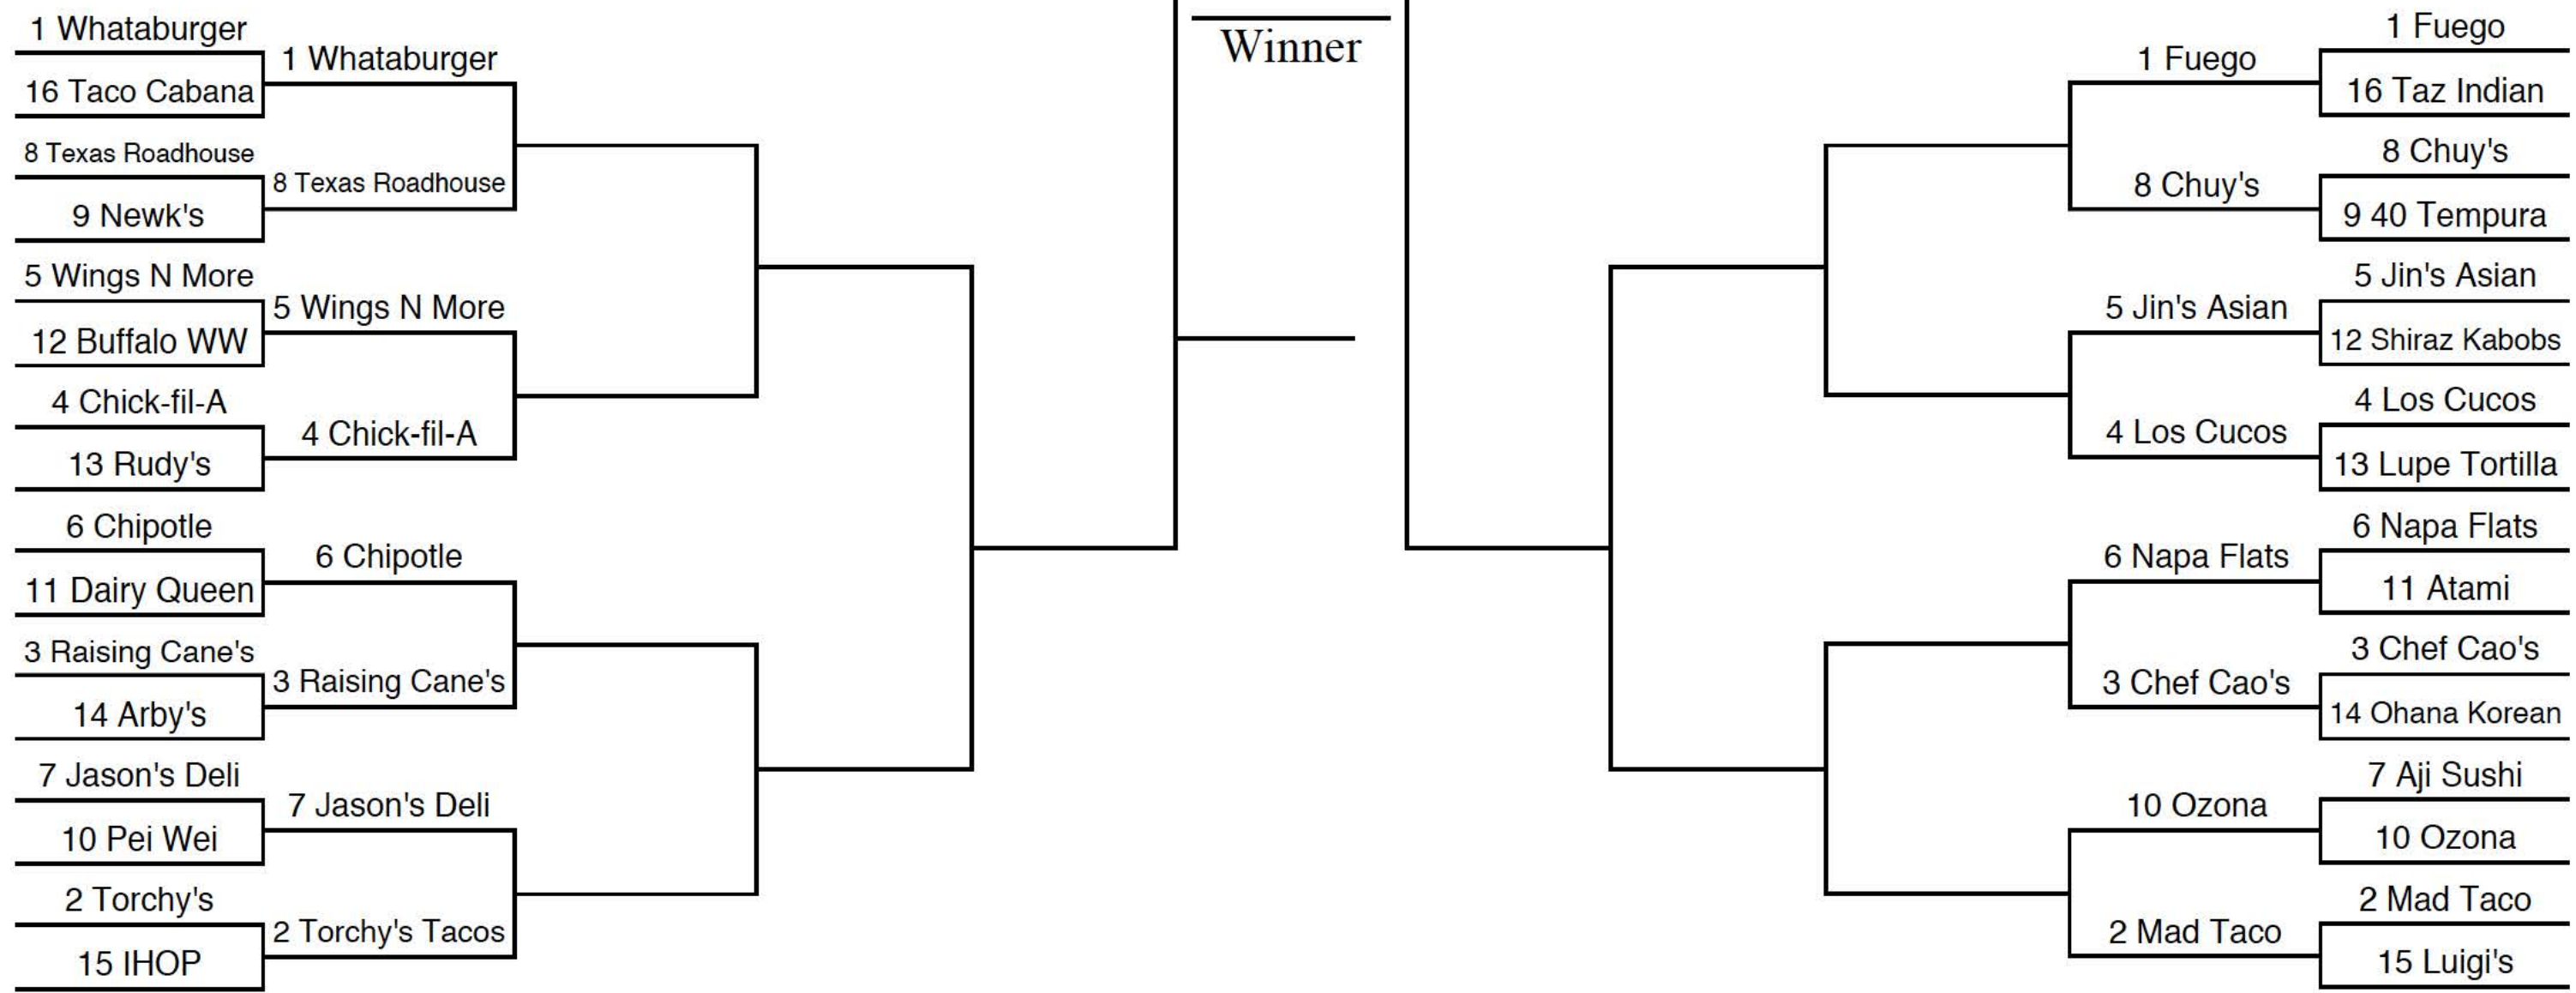 1 Whataburger
16 Taco Cabana
8 Texas Roadhouse
9 Newk's
5 Wings N More
12 Buffalo WW
4 Chick-fil-A
13 Rudy's
6 Chipotle
11 Dairy Queen
3 Raising Cane's
14 Arby's
7 Jason's Deli
10 Pei Wei
2 Torchy's
15 IHOP
1 Whataburger
8 Texas Roadhouse
5 Wings N More
4 Chick-fil-A
6 Chipotle
3 Raising Cane's
7 Jason's Deli
2 Torchy's Tacos
Winner
1 Fuego
8 Chuy's
5 Jin's Asian
4 Los Cucos
6 Napa Flats
3 Chef Cao's
10 Ozona
2 Mad Taco
1 Fuego
16 Taz Indian
8 Chuy's
9 40 Tempura
5 Jin's Asian
12 Shiraz Kabobs
4 Los Cucos
13 Lupe Tortilla
6 Napa Flats
11 Atami
3 Chef Cao's
14 Ohana Korean
7 Aji Sushi
10 Ozona
2 Mad Taco
15 Luigi's